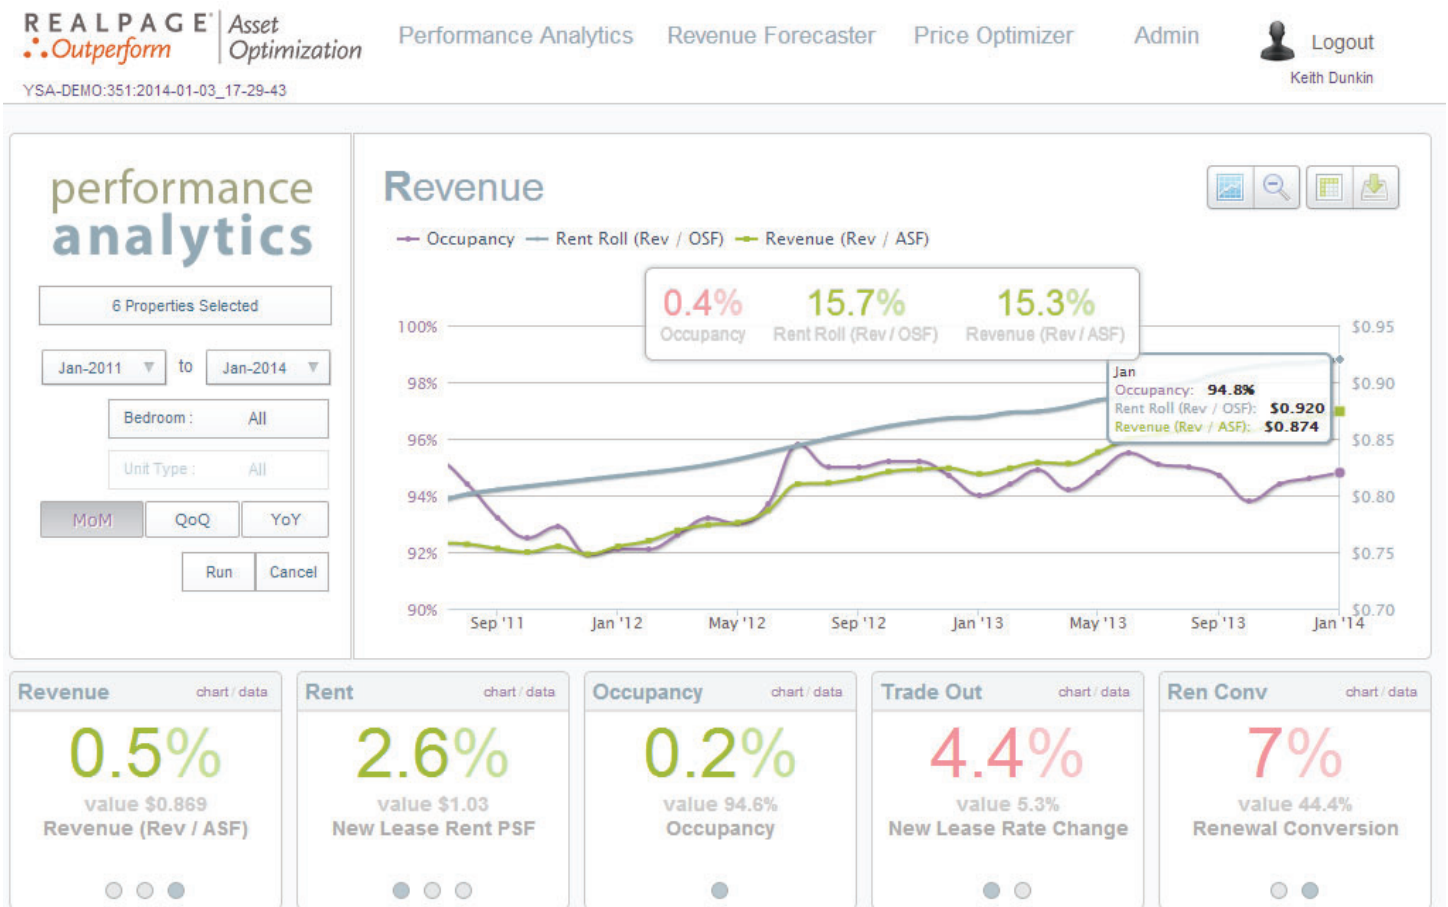 REALPAGE
Outperform
Asset
Optimization
Performance Analytics
Revenue Forecaster
Price Optimizer
Admin
Logout
Keith Dunkin
YSA-DEMO:351:2014-01-03_17-29-43
performance
analytics
6 Properties Selected
Jan-2011 to Jan-2014
Bedroom : All
Unit Type : All
MoM QoQ YoY
Run Cancel
Revenue
Occupancy Rent Roll (Rev / OSF) Revenue (Rev / ASF)
0.4% 15.7% 15.3%
Occupancy Rent Roll (Rev / OSF) Revenue (Rev / ASF)
Jan
Occupancy: 94.8%
Rent Roll (Rev / OSF): $0.920
Revenue (Rev / ASF): $0.874
100% $0.95
98% $0.90
96% $0.85
94% $0.80
92% $0.75
90% $0.70
Sep '11 Jan '12 May '12 Sep '12 Jan '13 May '13 Sep '13 Jan '14
Revenue chart / data
0.5%
value $0.869
Revenue (Rev / ASF)
Rent chart / data
2.6%
value $1.03
New Lease Rent PSF
Occupancy chart / data
0.2%
value 94.6%
Occupancy
Trade Out chart / data
4.4%
value 5.3%
New Lease Rate Change
Ren Conv chart / data
7%
value 44.4%
Renewal Conversion